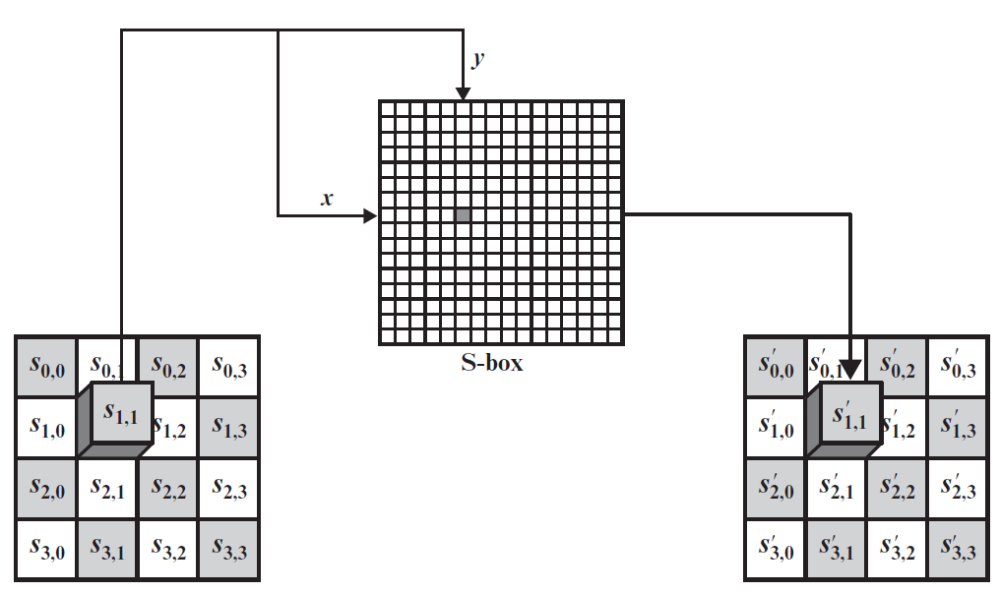 y
x
S-box
s0,0 s0,1 s0,2 s0,3
s1,0 s1,1 s1,2 s1,3
s2,0 s2,1 s2,2 s2,3
s3,0 s3,1 s3,2 s3,3
s′0,0 s′0,1 s′0,2 s′0,3
s′1,0 s′1,1 s′1,2 s′1,3
s′2,0 s′2,1 s′2,2 s′2,3
s′3,0 s′3,1 s′3,2 s′3,3